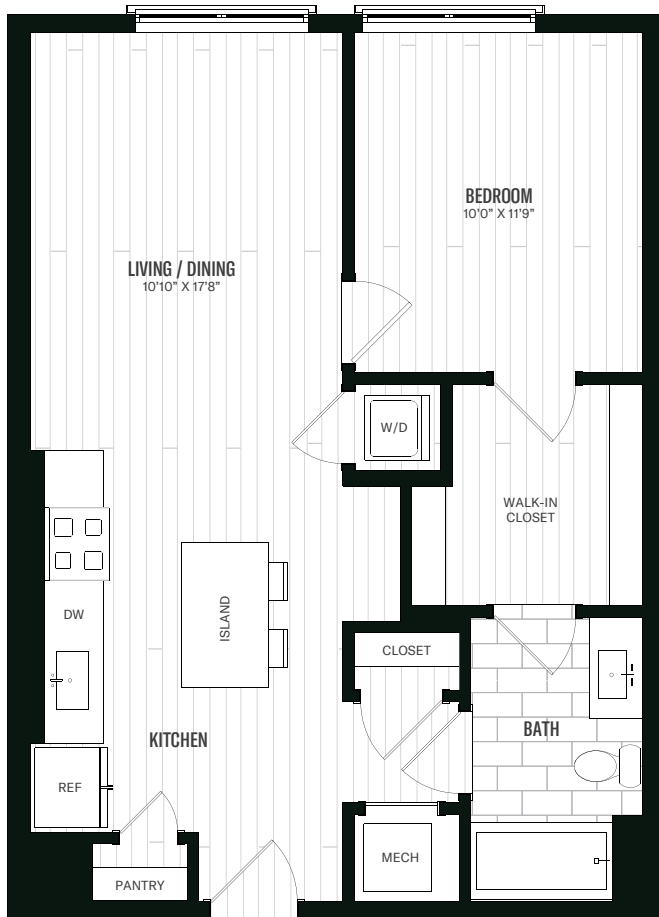 BEDROOM
10'0" X 11'9"
LIVING / DINING
10'10" X 17'8"
W/D
WALK-IN
CLOSET
DW
ISLAND
CLOSET
KITCHEN
BATH
REF
MECH
PANTRY